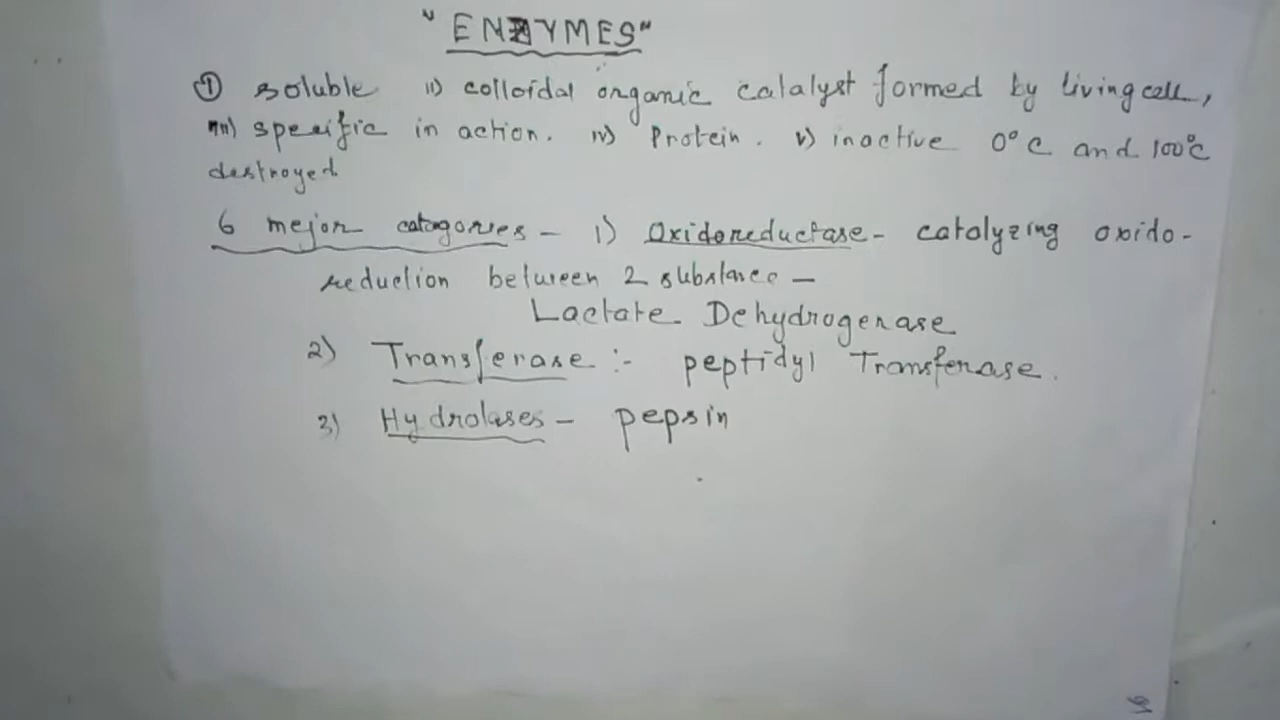 "ENZYMES"
① soluble ii) colloidal organic catalyst formed by living cell,
iii) specific in action. iv) Protein. v) inactive 0°C and 100°C
destroyed
6 mejor catagories - 1) Oxidoreductase - catalyzing oxido-
reduction between 2 substance -
Lactate Dehydrogenase
2) Transferase :- peptidyl Transferase.
3) Hydrolases - pepsin